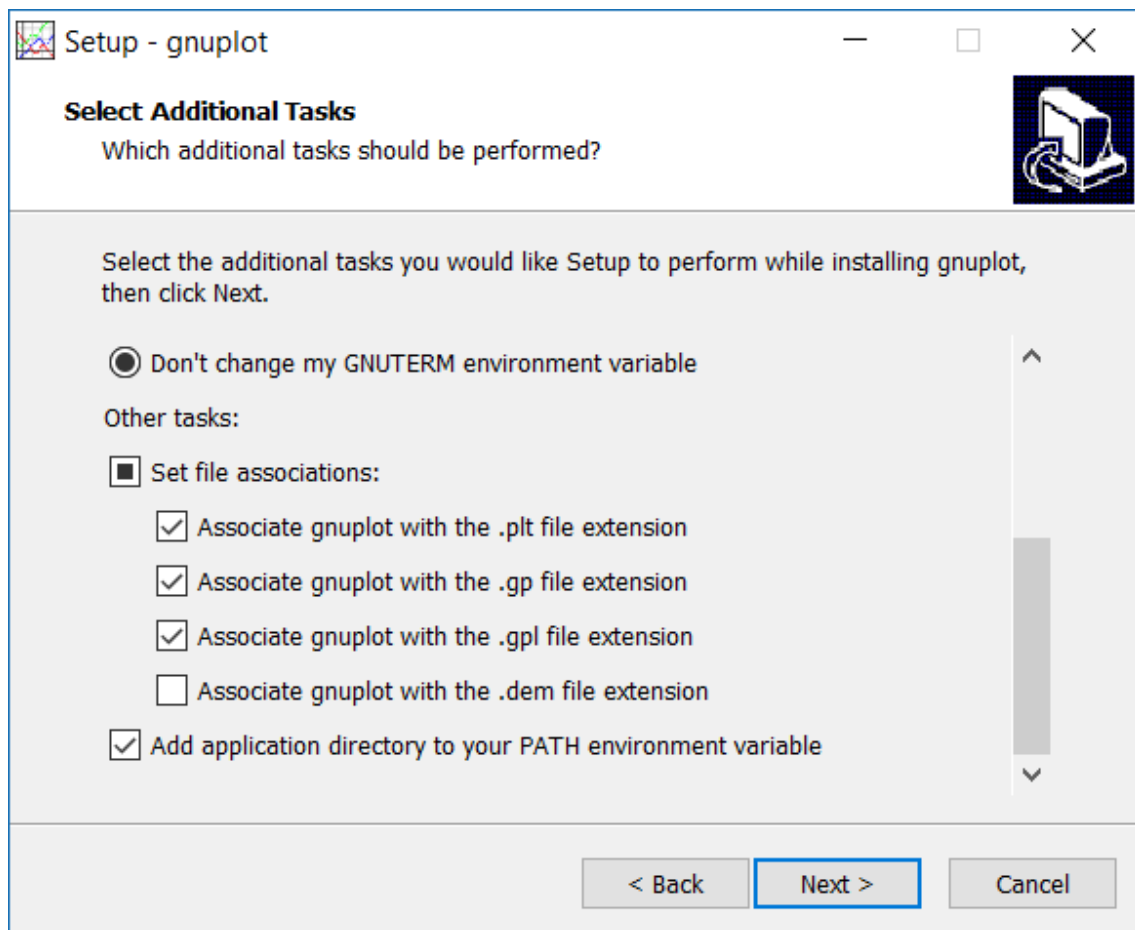 Setup - gnuplot
Select Additional Tasks
Which additional tasks should be performed?
Select the additional tasks you would like Setup to perform while installing gnuplot,
then click Next.
Don't change my GNUTERM environment variable
Other tasks:
Set file associations:
Associate gnuplot with the .plt file extension
Associate gnuplot with the .gp file extension
Associate gnuplot with the .gpl file extension
Associate gnuplot with the .dem file extension
Add application directory to your PATH environment variable
< Back Next > Cancel